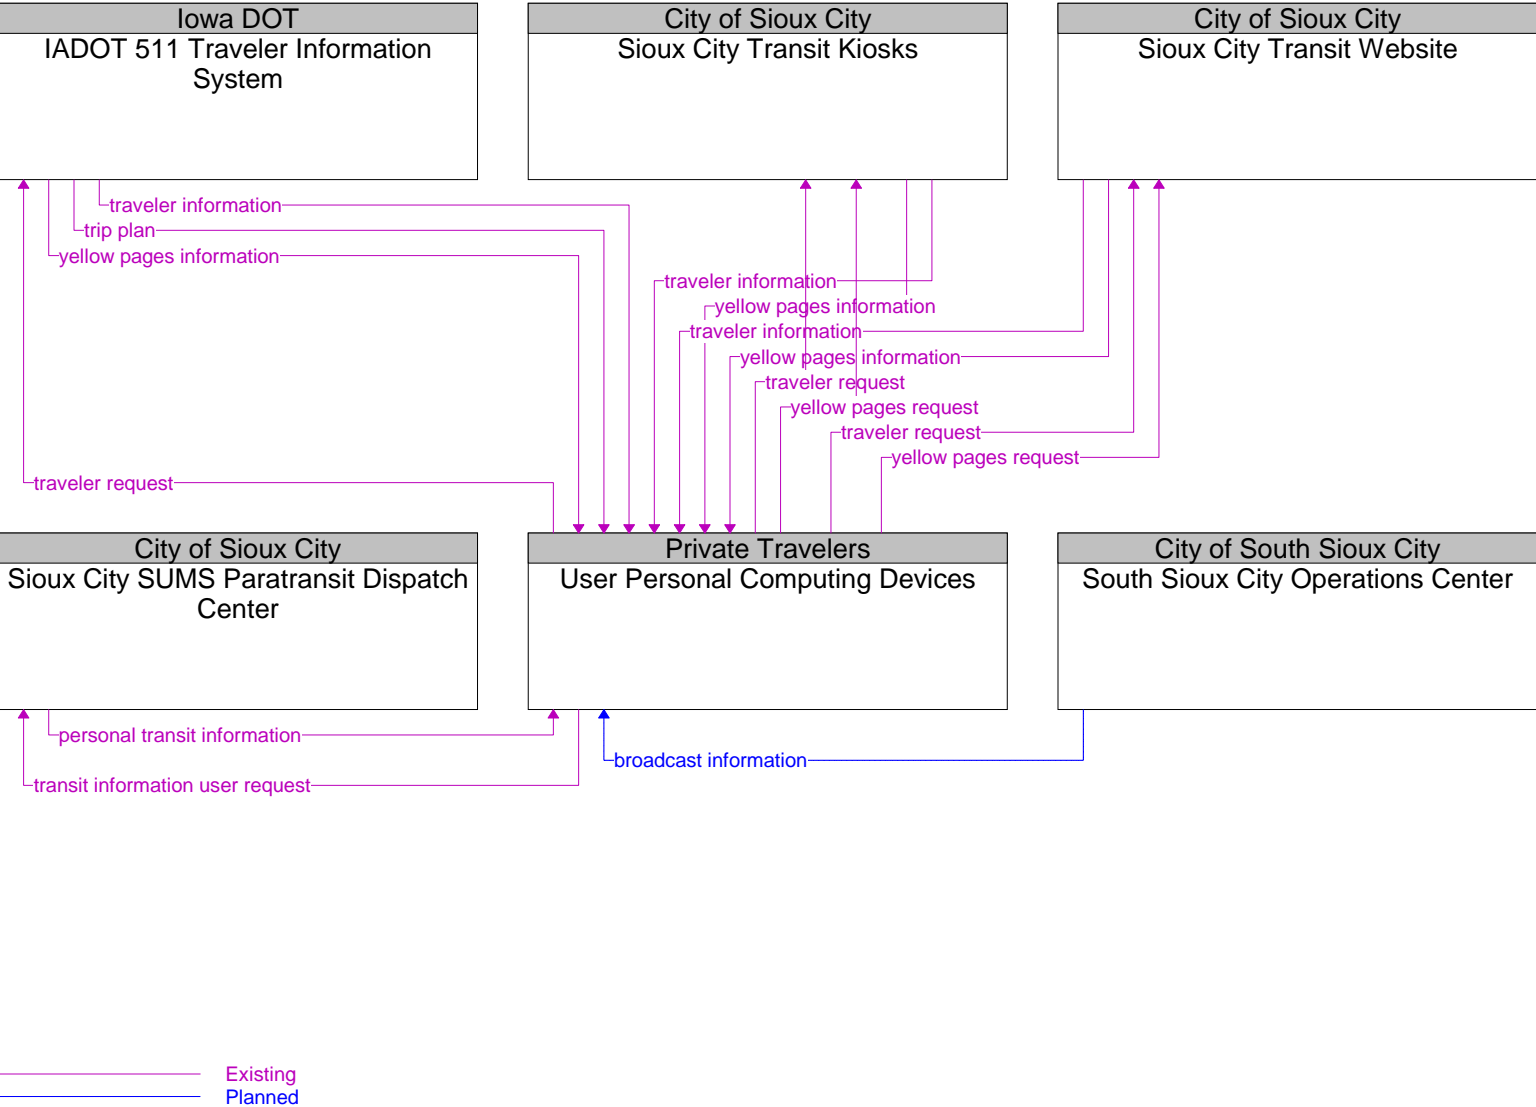 Iowa DOT
IADOT 511 Traveler Information
System
City of Sioux City
Sioux City Transit Kiosks
City of Sioux City
Sioux City Transit Website
traveler information
trip plan
yellow pages information
traveler information
yellow pages information
traveler information
yellow pages information
traveler request
yellow pages request
traveler request
yellow pages request
traveler request
City of Sioux City
Sioux City SUMS Paratransit Dispatch
Center
Private Travelers
User Personal Computing Devices
City of South Sioux City
South Sioux City Operations Center
personal transit information
broadcast information
transit information user request
Existing
Planned